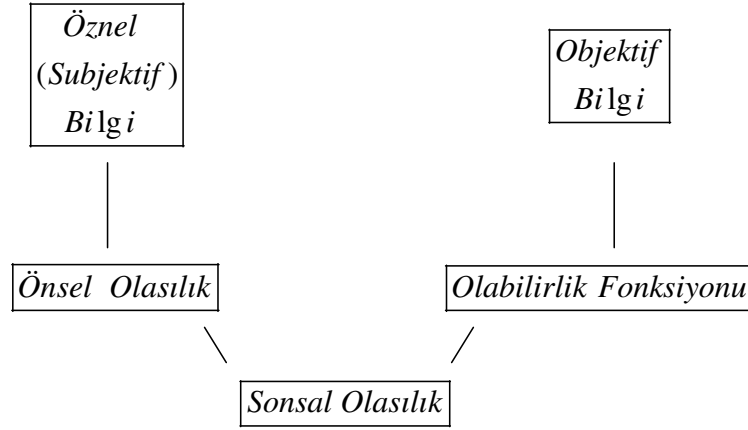 Öznel
(Subjektif)
Bilgi
Objektif
Bilgi
Önsel Olasılık
Olabilirlik Fonksiyonu
Sonsal Olasılık